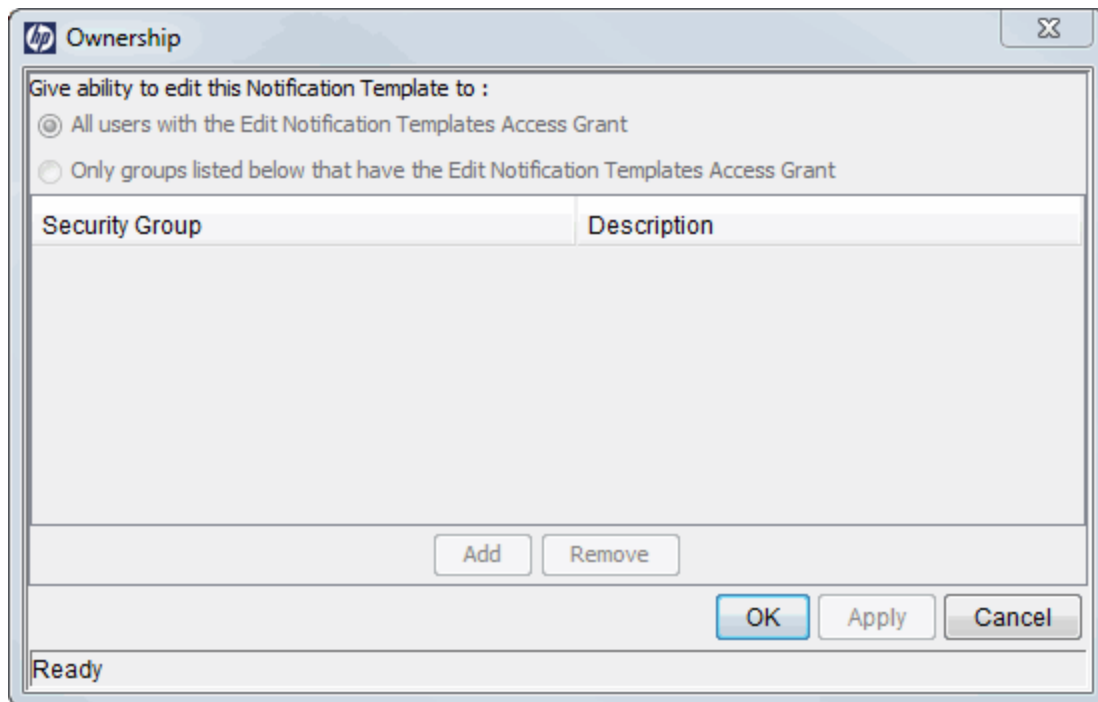 hp Ownership
Give ability to edit this Notification Template to :
All users with the Edit Notification Templates Access Grant
Only groups listed below that have the Edit Notification Templates Access Grant
Security Group Description
Add Remove
OK Apply Cancel
Ready